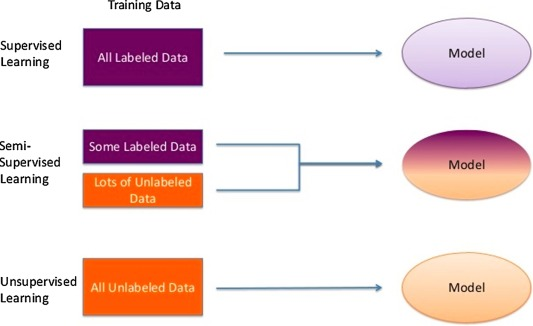 Training Data
Supervised
Learning
All Labeled Data
Model
Semi-
Supervised
Learning
Some Labeled Data
Lots of Unlabeled
Data
Model
Unsupervised
Learning
All Unlabeled Data
Model